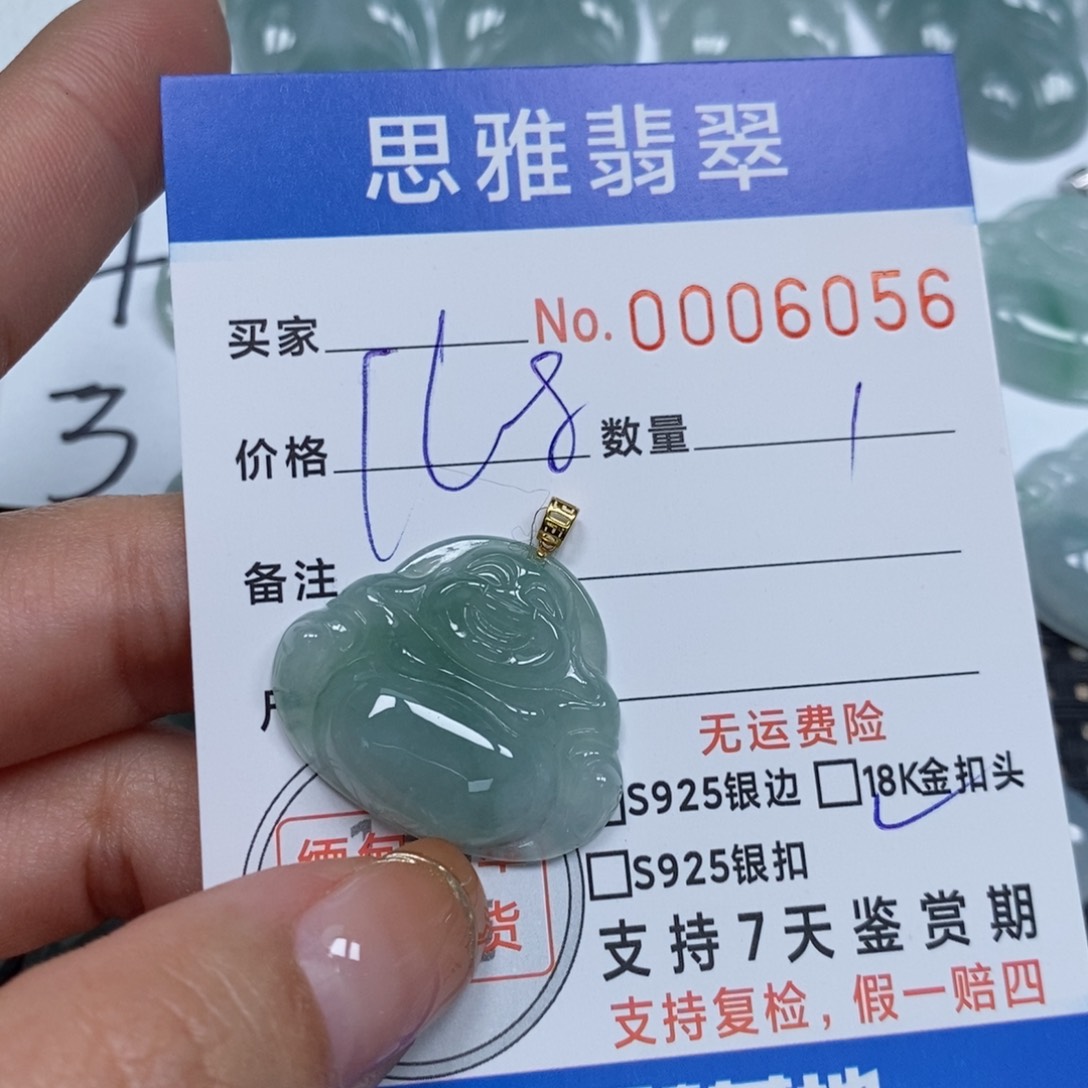 思雅翡翠
买家 No. 0006056
价格 数量 1
备注
无运费险
S925银边 □18K金扣头
□S925银扣
支持7天鉴赏期
支持复检,假一赔四
3